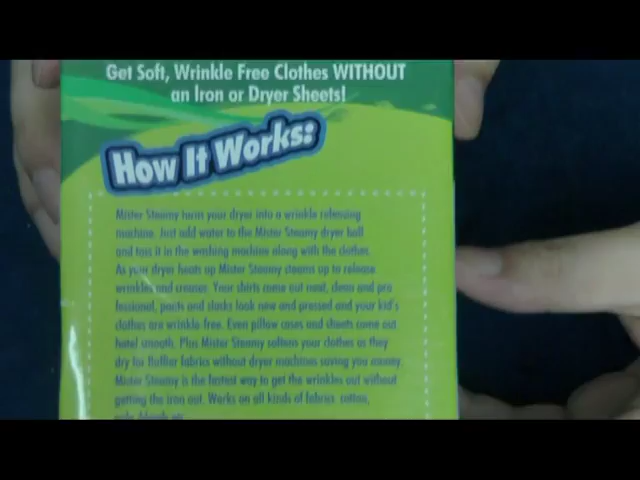 Get Soft, Wrinkle Free Clothes WITHOUT
an Iron or Dryer Sheets!
How It Works:
Mister Steamy turns your dryer into a wrinkle releasing
machine. Just add water to the Mister Steamy dryer ball
and toss it in the washing machine along with the clothes.
As your dryer heats up Mister Steamy steams up to release
wrinkles and creases. Your shirts come out neat, clean and pro
fessional, pants and slacks look new and pressed and your kid's
clothes are wrinkle free. Even pillow cases and sheets come out
hotel smooth. Plus Mister Steamy softens your clothes as they
dry for fluffier fabrics without dryer machines saving you money.
Mister Steamy is the fastest way to get the wrinkles out without
getting the iron out. Works on all kinds of fabrics cotton,